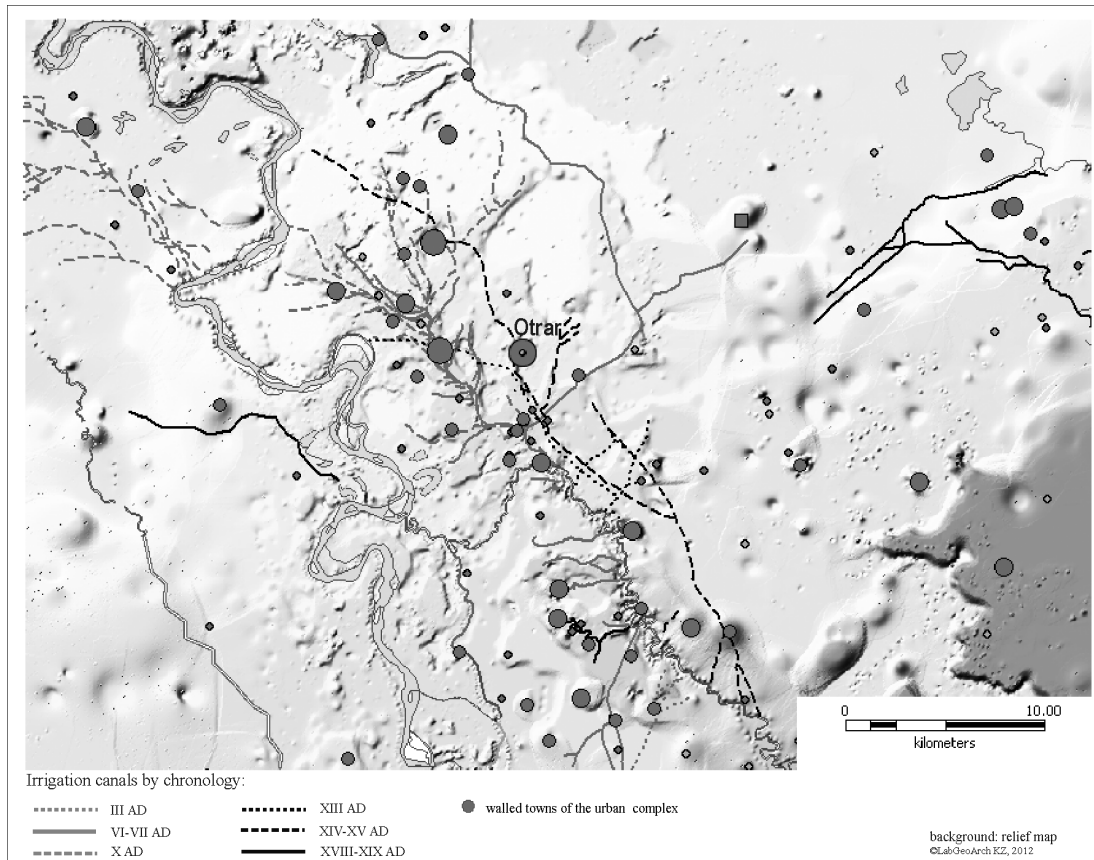 Otrar
0 10.00
kilometers
Irrigation canals by chronology:
III AD
VI-VII AD
X AD
XIII AD
XIV-XV AD
XVIII-XIX AD
walled towns of the urban complex
background: relief map
©LabGeoArch KZ, 2012